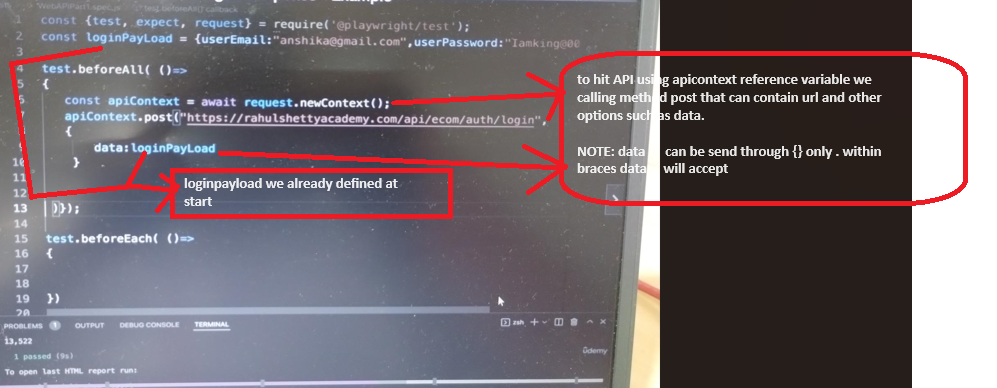 const {test, expect, request} = require('@playwright/test');
const loginPayLoad = {userEmail:"anshika@gmail.com",userPassword:"Iamking@00
test.beforeAll( ()=>
{
const apiContext = await request.newContext();
apiContext.post("https://rahulshettyacademy.com/api/ecom/auth/login",
{
data:loginPayLoad
}
)});
test.beforeEach( ()=>
{
})
1
2
3
4
5
6
7
9
10
11
12
13
14
15
16
17
18
19
20
to hit API using apicontext reference variable we
calling method post that can contain url and other
options such as data.
NOTE: data can be send through {} only . within
braces data will accept
loginpayload we already defined at
start
PROBLEMS 1 OUTPUT DEBUG CONSOLE TERMINAL
zsh
13,522
1 passed (9s)
To open last HTML report run:
ûdemy